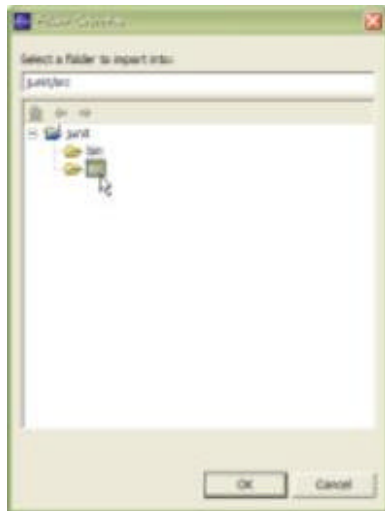 Select a folder to import into:
junit/src
junit
bin
OK
Cancel